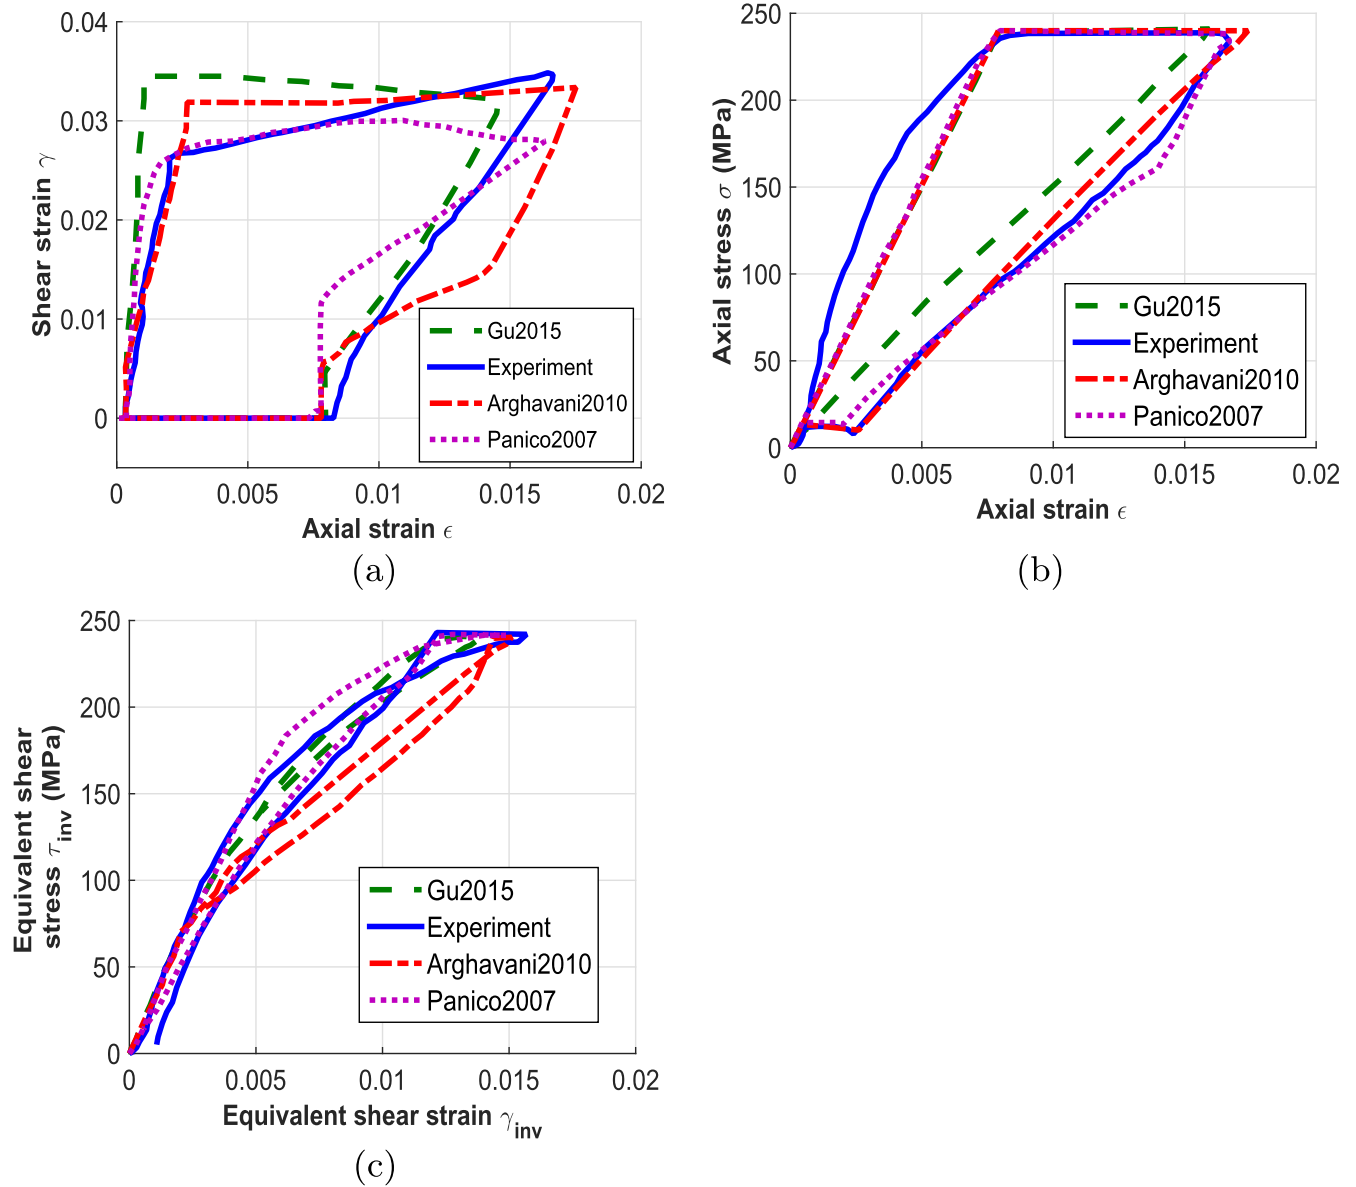 0.04
0.03
0.02
0.01
0
Shear strain γ
0 0.005 0.01 0.015 0.02
Axial strain ϵ
Gu2015
Experiment
Arghavani2010
Panico2007
(a)
250
200
150
100
50
0
Axial stress σ (MPa)
0 0.005 0.01 0.015 0.02
Axial strain ϵ
Gu2015
Experiment
Arghavani2010
Panico2007
(b)
250
200
150
100
50
0
Equivalent shear
stress τinv (MPa)
0 0.005 0.01 0.015 0.02
Equivalent shear strain γinv
Gu2015
Experiment
Arghavani2010
Panico2007
(c)